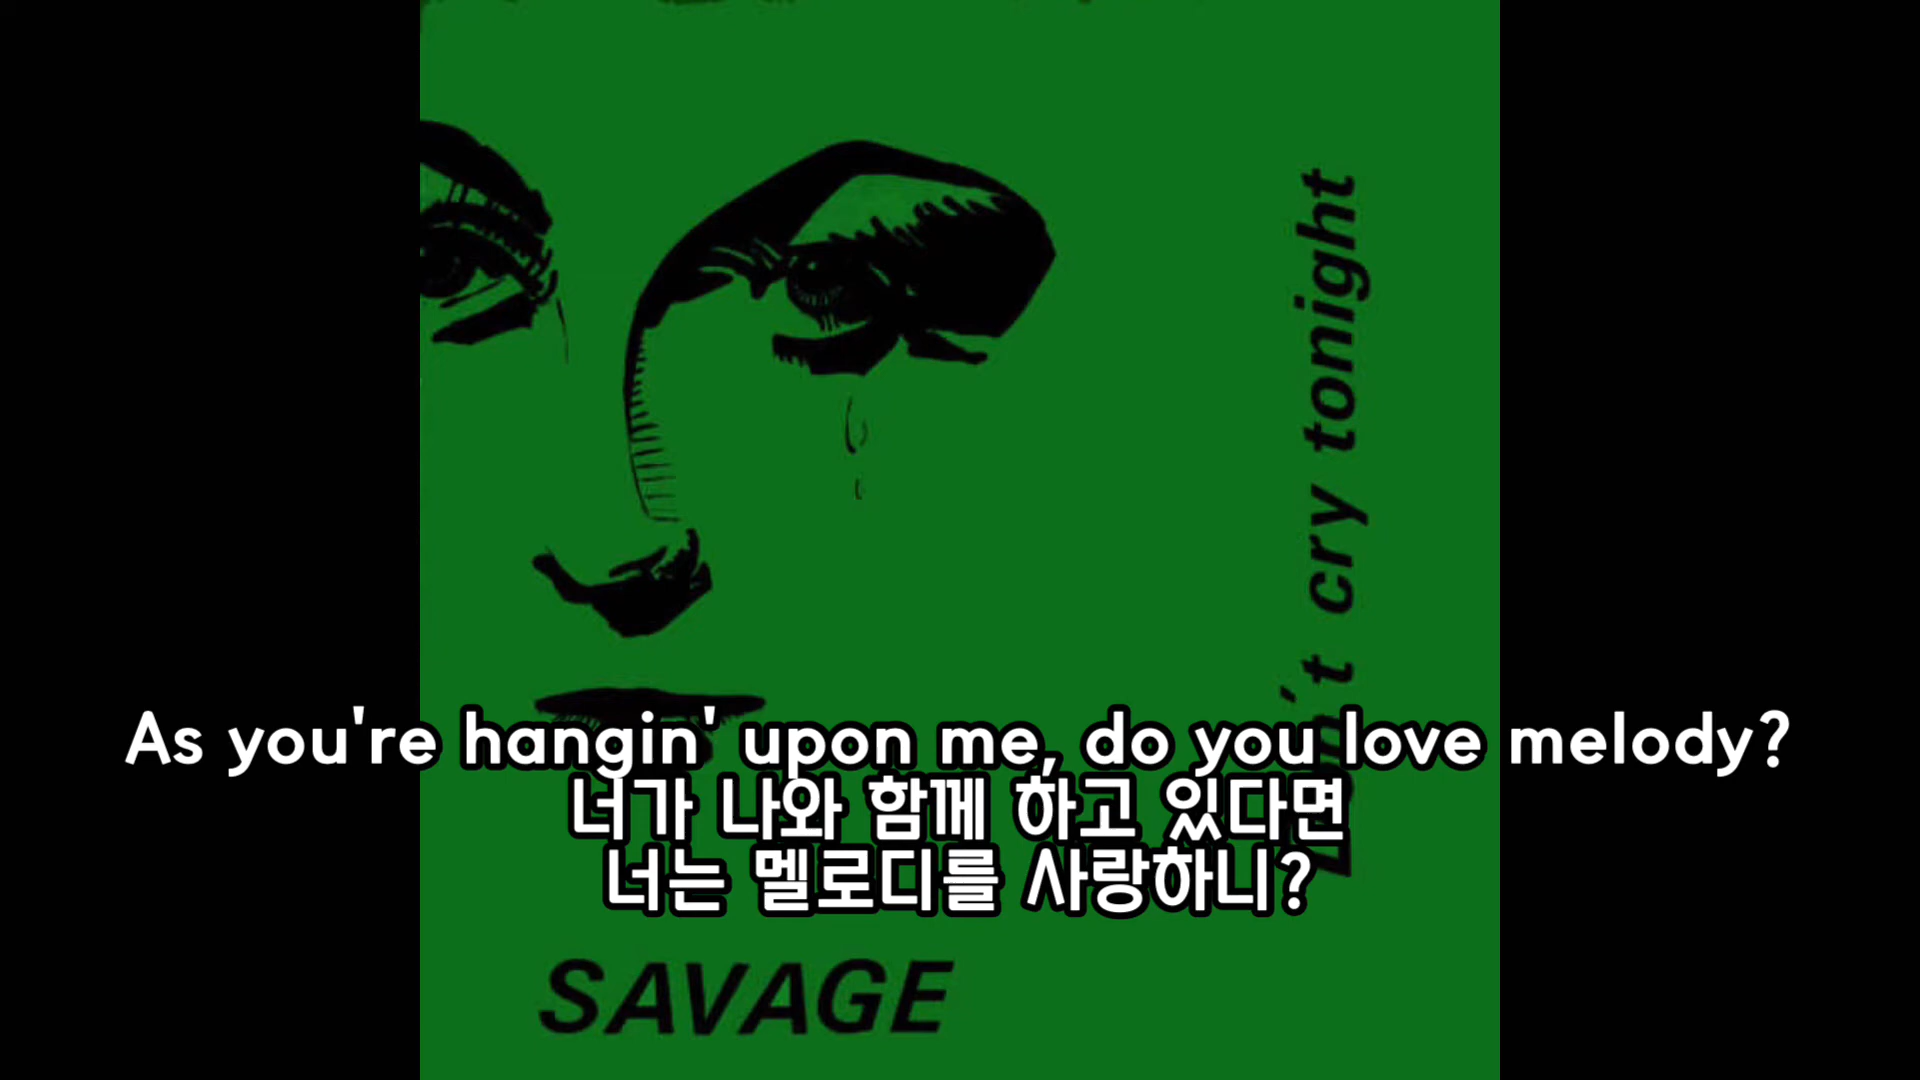 't cry tonight
As you're hangin' upon me, do you love melody?
너가 나와 함께 하고 있다면
너는 멜로디를 사랑하니?
SAVAGE